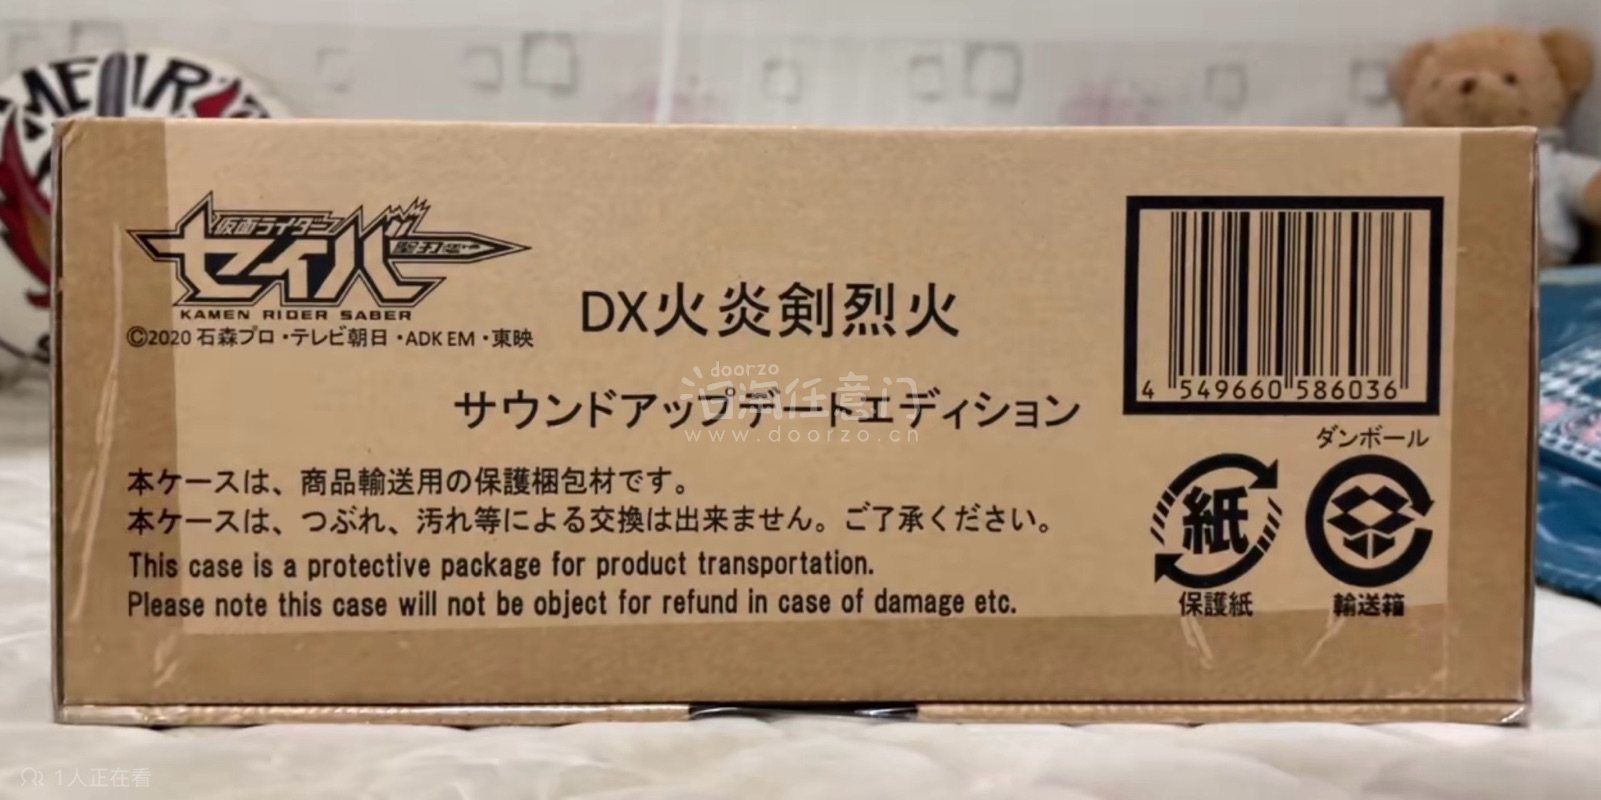 仮面ライダー
セイバー
聖刃
KAMEN RIDER SABER
©2020 石森プロ・テレビ朝日・ADK EM・東映
DX火炎剣烈火
サウンドアップデートエディション
doorzo
任意门
www.doorzo.cn
4 549660 586036
ダンボール
本ケースは、商品輸送用の保護梱包材です。
本ケースは、つぶれ、汚れ等による交換は出来ません。ご了承ください。
This case is a protective package for product transportation.
Please note this case will not be object for refund in case of damage etc.
紙
保護紙
輸送箱
1人正在看